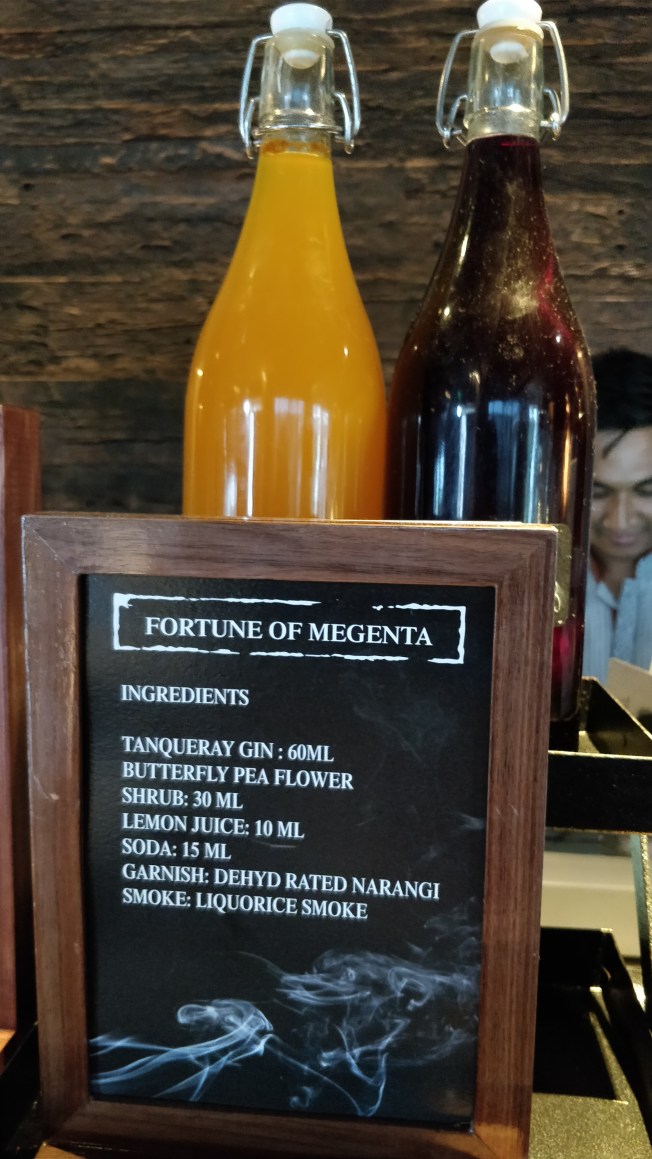 FORTUNE OF MEGENTA
INGREDIENTS
TANQUERAY GIN : 60ML
BUTTERFLY PEA FLOWER
SHRUB: 30 ML
LEMON JUICE: 10 ML
SODA: 15 ML
GARNISH: DEHYD RATED NARANGI
SMOKE: LIQUORICE SMOKE